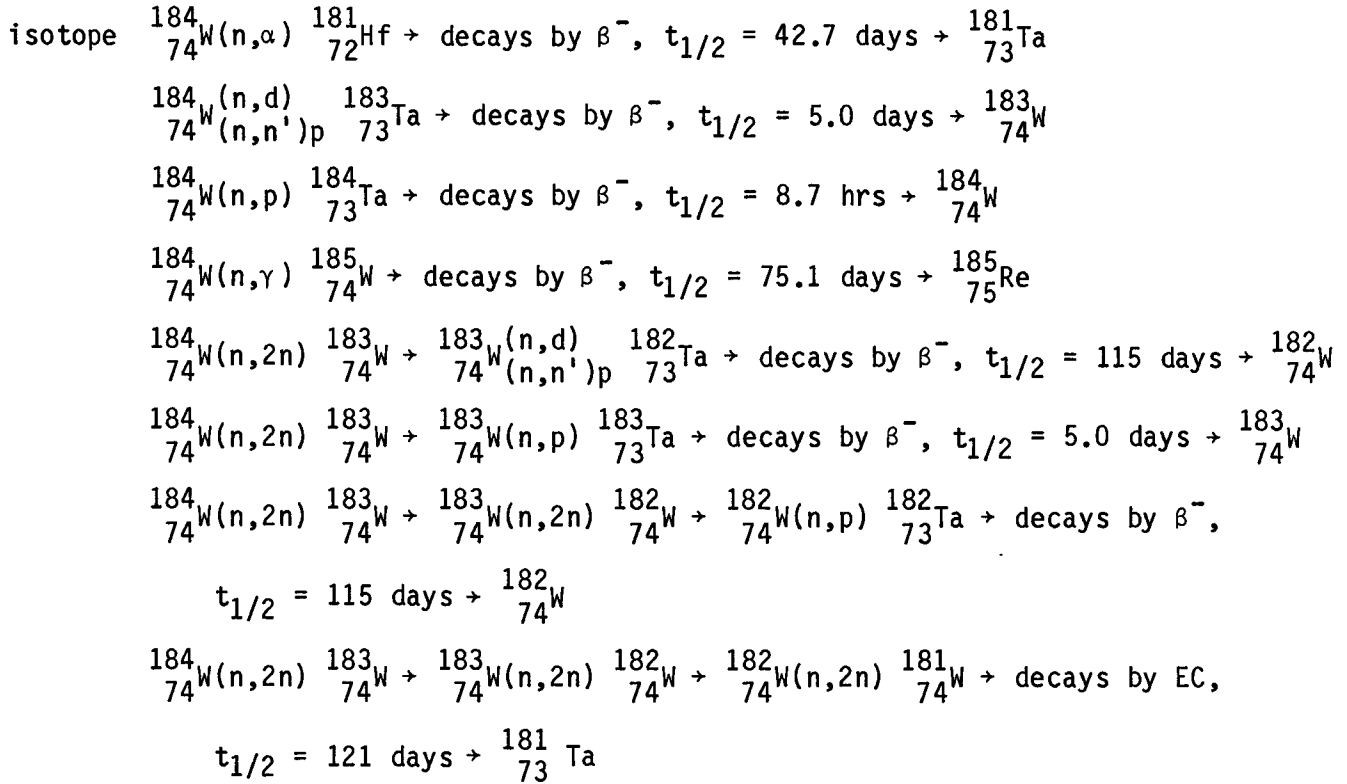 isotope ¹⁸⁴₇₄W(n,α) ¹⁸¹₇₂Hf → decays by β⁻, t₁/₂ = 42.7 days → ¹⁸¹₇₃Ta
¹⁸⁴₇₄W (n,d) (n,n')p ¹⁸³₇₃Ta → decays by β⁻, t₁/₂ = 5.0 days → ¹⁸³₇₄W
¹⁸⁴₇₄W(n,p) ¹⁸⁴₇₃Ta → decays by β⁻, t₁/₂ = 8.7 hrs → ¹⁸⁴₇₄W
¹⁸⁴₇₄W(n,γ) ¹⁸⁵₇₄W → decays by β⁻, t₁/₂ = 75.1 days → ¹⁸⁵₇₅Re
¹⁸⁴₇₄W(n,2n) ¹⁸³₇₄W → ¹⁸³₇₄W (n,d) (n,n')p ¹⁸²₇₃Ta → decays by β⁻, t₁/₂ = 115 days → ¹⁸²₇₄W
¹⁸⁴₇₄W(n,2n) ¹⁸³₇₄W → ¹⁸³₇₄W(n,p) ¹⁸³₇₃Ta → decays by β⁻, t₁/₂ = 5.0 days → ¹⁸³₇₄W
¹⁸⁴₇₄W(n,2n) ¹⁸³₇₄W → ¹⁸³₇₄W(n,2n) ¹⁸²₇₄W → ¹⁸²₇₄W(n,p) ¹⁸²₇₃Ta → decays by β⁻,
t₁/₂ = 115 days → ¹⁸²₇₄W
¹⁸⁴₇₄W(n,2n) ¹⁸³₇₄W → ¹⁸³₇₄W(n,2n) ¹⁸²₇₄W → ¹⁸²₇₄W(n,2n) ¹⁸¹₇₄W → decays by EC,
t₁/₂ = 121 days → ¹⁸¹₇₃ Ta